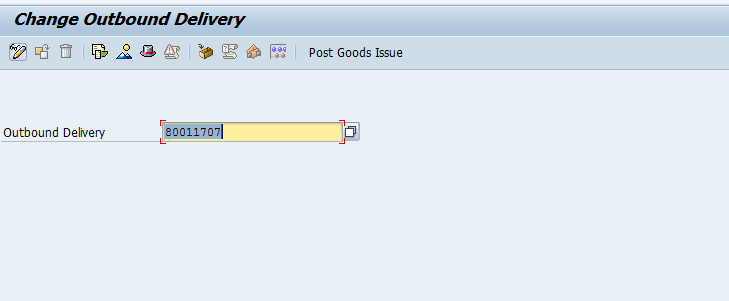 Change Outbound Delivery
Post Goods Issue
Outbound Delivery 80011707